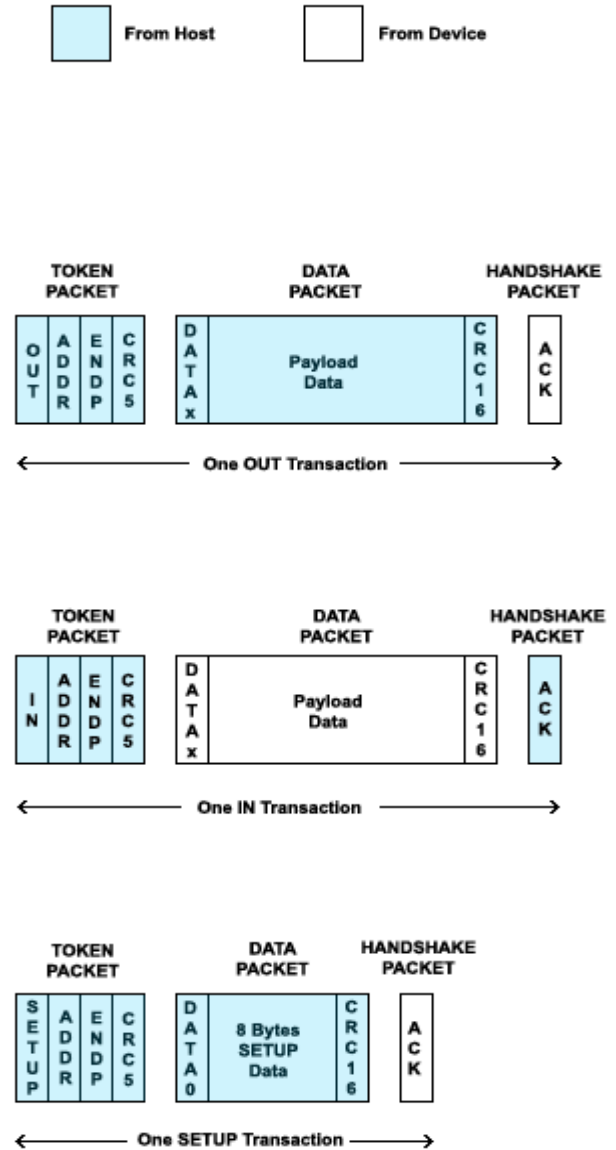 From Host
From Device
TOKEN
PACKET
DATA
PACKET
HANDSHAKE
PACKET
OUT
ADDR
ENDP
CRC5
DATAx
Payload
Data
CRC16
ACK
One OUT Transaction
TOKEN
PACKET
DATA
PACKET
HANDSHAKE
PACKET
IN
ADDR
ENDP
CRC5
DATAx
Payload
Data
CRC16
ACK
One IN Transaction
TOKEN
PACKET
DATA
PACKET
HANDSHAKE
PACKET
SETUP
ADDR
ENDP
CRC5
DATA0
8 Bytes
SETUP
Data
CRC16
ACK
One SETUP Transaction